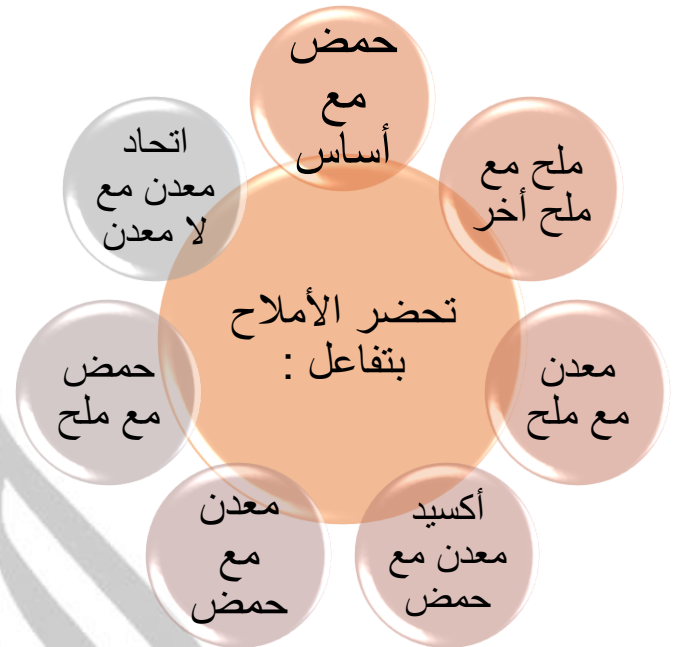 تحضر الأملاح
بتفاعل :
حمض
مع
أساس
ملح مع
ملح أخر
معدن
مع ملح
أكسيد
معدن مع
حمض
معدن
مع
حمض
حمض
مع ملح
اتحاد
معدن مع
لا معدن